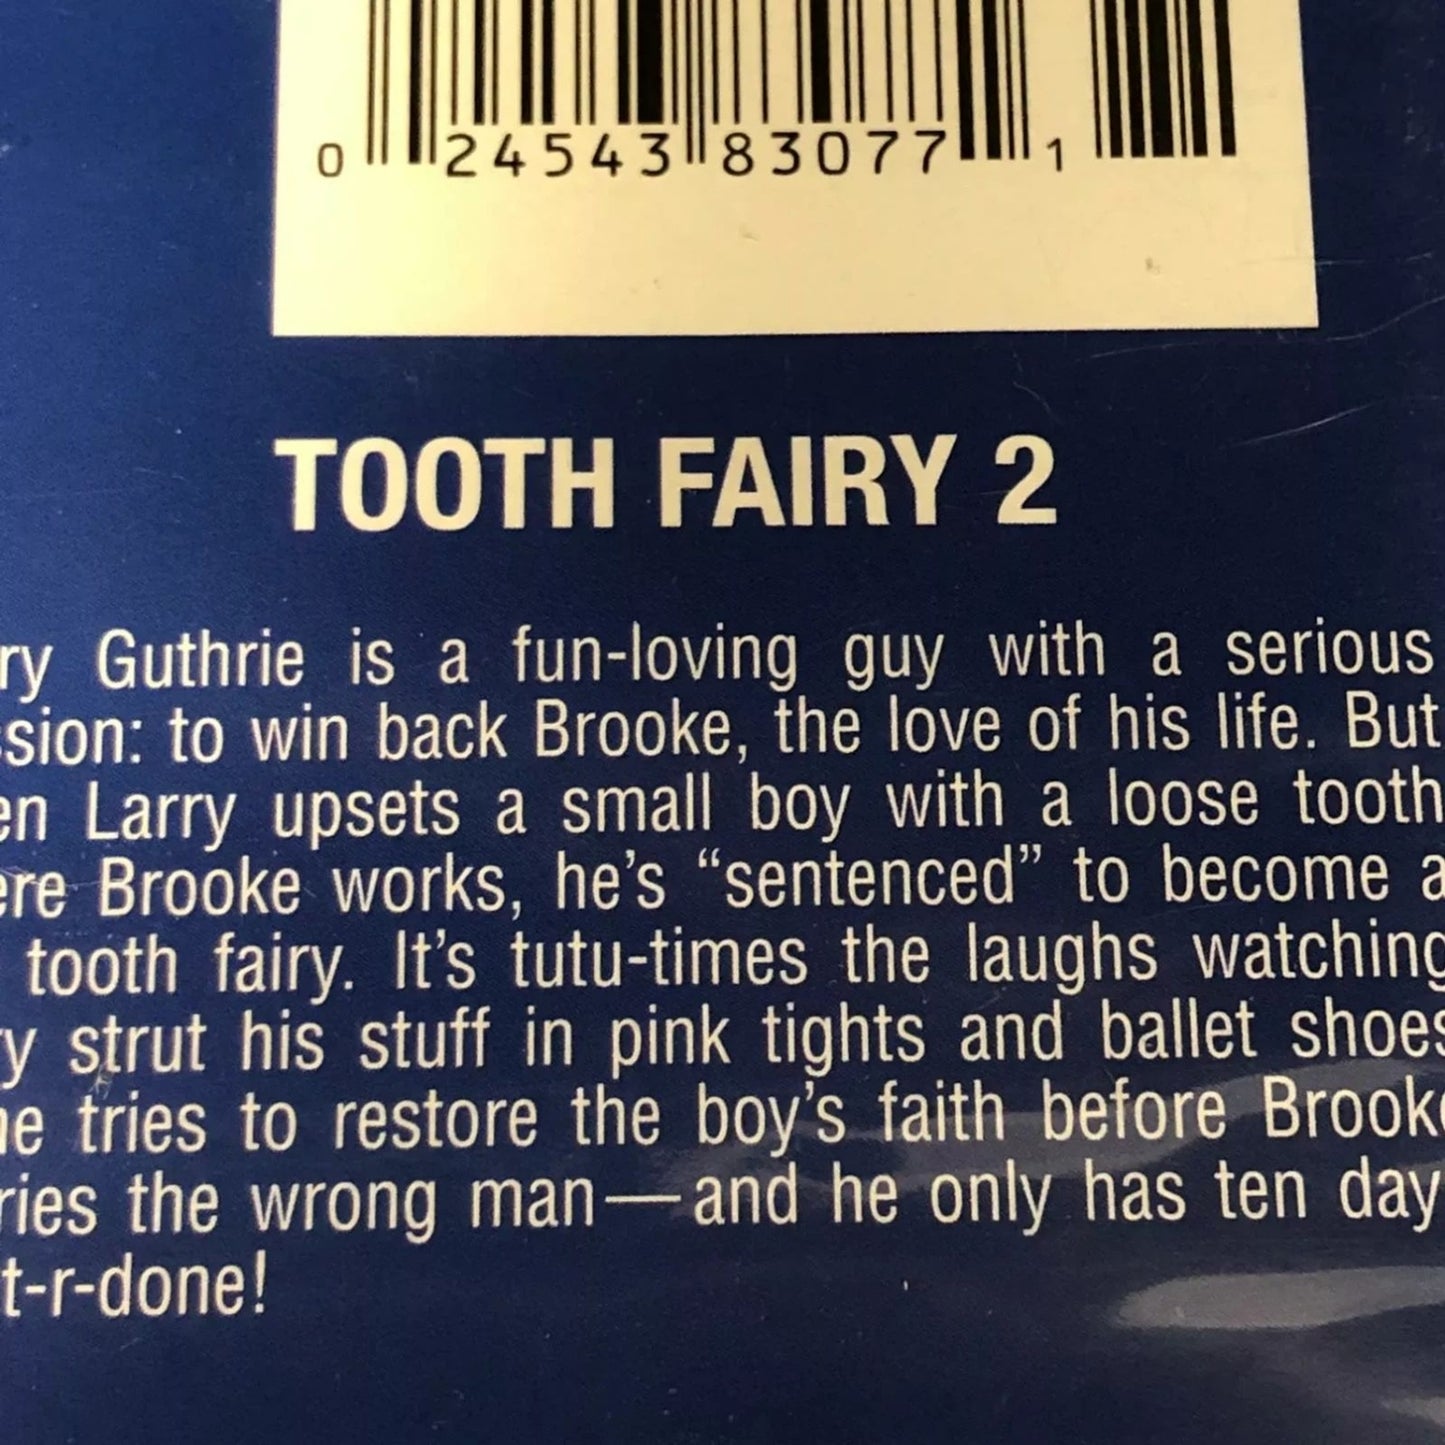 0 24543 83077 1
TOOTH FAIRY 2
ry Guthrie is a fun-loving guy with a serious
sion: to win back Brooke, the love of his life. But
en Larry upsets a small boy with a loose tooth
ere Brooke works, he's “sentenced” to become a
tooth fairy. It's tutu-times the laughs watching
y strut his stuff in pink tights and ballet shoes
he tries to restore the boy's faith before Brooke
ries the wrong man—and he only has ten day
t-r-done!